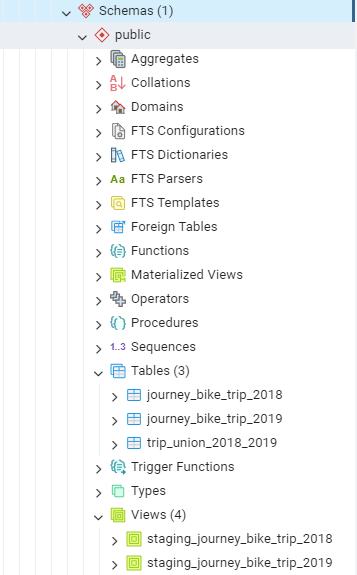 Schemas (1)
public
Aggregates
Collations
Domains
FTS Configurations
FTS Dictionaries
Aa FTS Parsers
FTS Templates
Foreign Tables
Functions
Materialized Views
Operators
Procedures
1..3 Sequences
Tables (3)
journey_bike_trip_2018
journey_bike_trip_2019
trip_union_2018_2019
Trigger Functions
Types
Views (4)
staging_journey_bike_trip_2018
staging_journey_bike_trip_2019